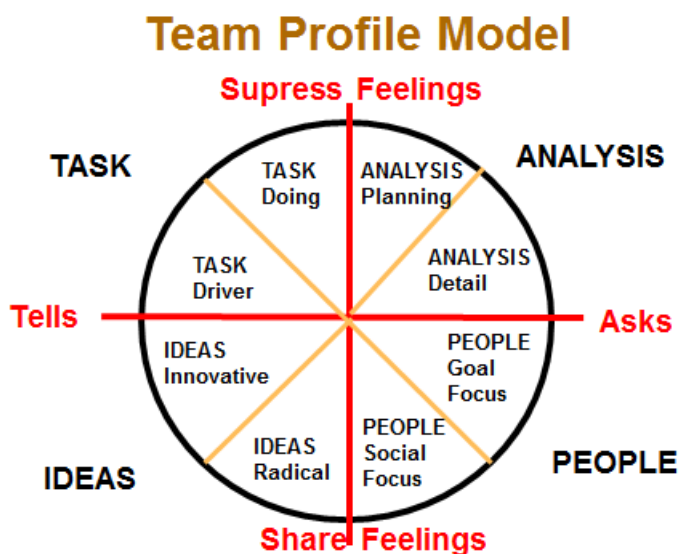 Team Profile Model
Supress Feelings
TASK
ANALYSIS
TASK
Doing
ANALYSIS
Planning
TASK
Driver
ANALYSIS
Detail
Tells
Asks
IDEAS
Innovative
PEOPLE
Goal
Focus
IDEAS
Radical
PEOPLE
Social
Focus
IDEAS
PEOPLE
Share Feelings